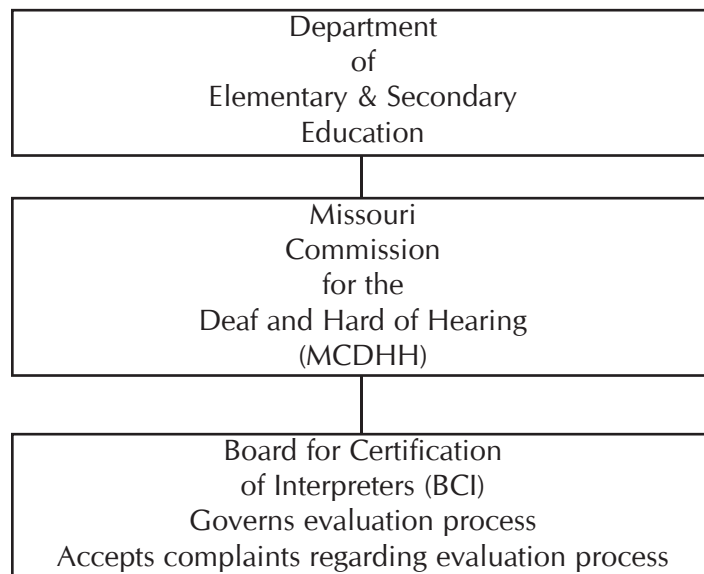 Department
of
Elementary & Secondary
Education
Missouri
Commission
for the
Deaf and Hard of Hearing
(MCDHH)
Board for Certification
of Interpreters (BCI)
Governs evaluation process
Accepts complaints regarding evaluation process